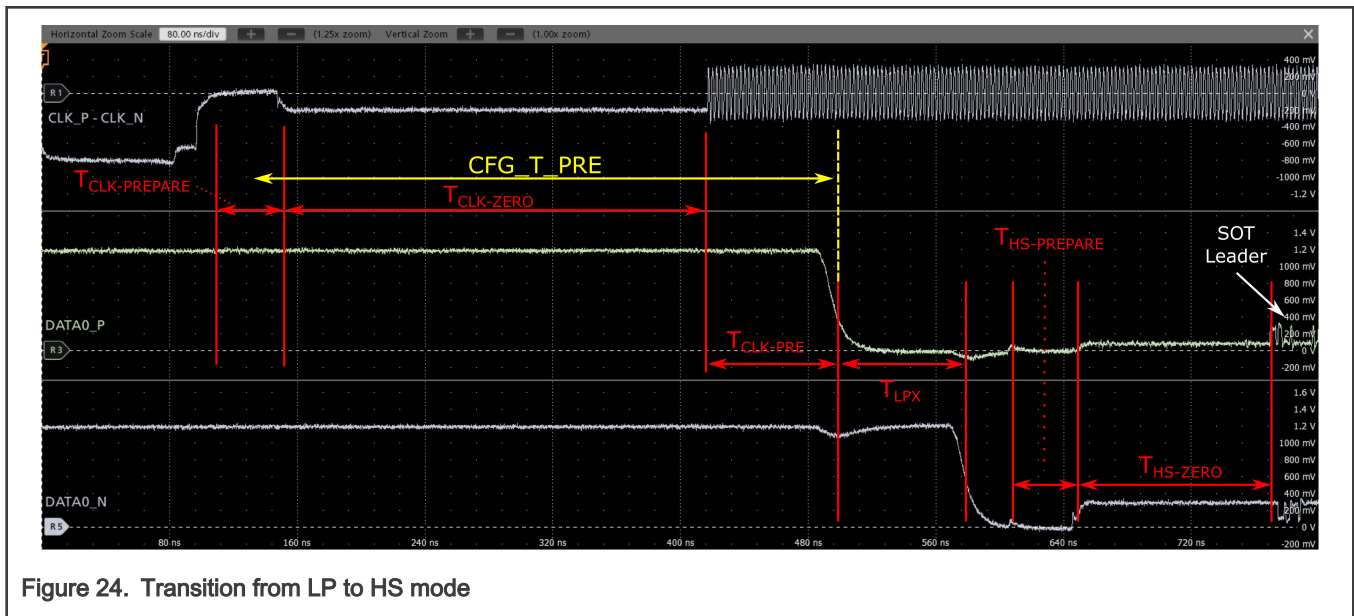 Horizontal Zoom Scale 80.00 ns/div + − (1.25x zoom) Vertical Zoom + − (1.00x zoom) ×
T
400 mV
200 mV
R1
0 V
-200 mV
CLK_P - CLK_N
-400 mV
-600 mV
CFG_T_PRE
-800 mV
TCLK-PREPARE
-1000 mV
TCLK-ZERO
-1.2 V
1.4 V
THS-PREPARE
SOT
Leader
1.2 V
1000 mV
800 mV
600 mV
400 mV
DATA0_P
200 mV
TCLK-PRE
R3
0 V
-200 mV
TLPX
1.6 V
1.4 V
1.2 V
1000 mV
800 mV
THS-ZERO
600 mV
400 mV
DATA0_N
200 mV
R5
0 V
80 ns 160 ns 240 ns 320 ns 400 ns 480 ns 560 ns 640 ns 720 ns -200 mV
Figure 24. Transition from LP to HS mode